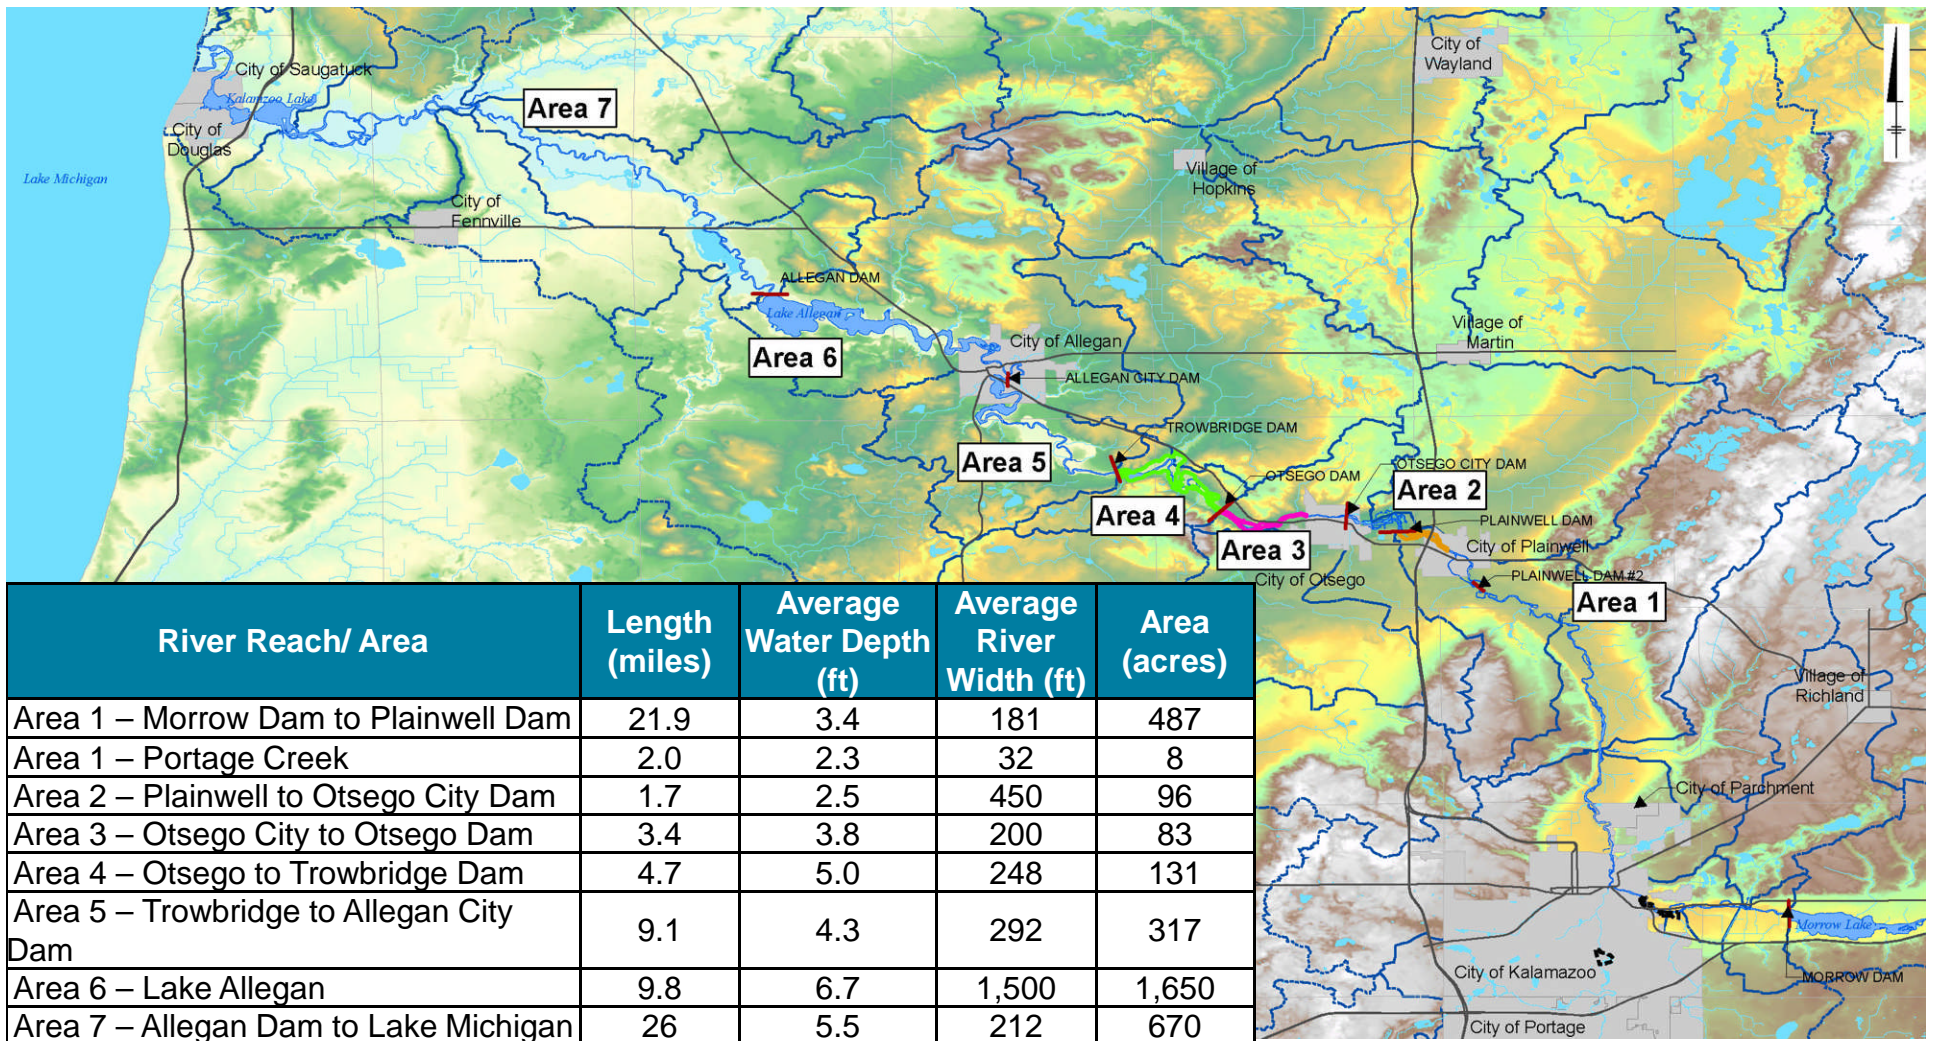 City of
Wayland
City of Saugatuck
Kalamzoo Lake
Area 7
City of
Douglas
Village of
Hopkins
Lake Michigan
City of
Fennville
ALLEGAN DAM
Lake Allegan
Village of
Martin
City of Allegan
Area 6
ALLEGAN CITY DAM
TROWBRIDGE DAM
Area 5
OTSEGO DAM
OTSEGO CITY DAM
Area 2
Area 4
PLAINWELL DAM
Area 3
City of Plainwell
City of Otsego
PLAINWELL DAM #2
Area 1
Village of
Richland
City of Parchment
Morrow Lake
City of Kalamazoo
MORROW DAM
City of Portage
River Reach/ Area
Length
(miles)
Average
Water Depth
(ft)
Average
River
Width (ft)
Area
(acres)
Area 1 – Morrow Dam to Plainwell Dam 21.9 3.4 181 487
Area 1 – Portage Creek 2.0 2.3 32 8
Area 2 – Plainwell to Otsego City Dam 1.7 2.5 450 96
Area 3 – Otsego City to Otsego Dam 3.4 3.8 200 83
Area 4 – Otsego to Trowbridge Dam 4.7 5.0 248 131
Area 5 – Trowbridge to Allegan City
Dam 9.1 4.3 292 317
Area 6 – Lake Allegan 9.8 6.7 1,500 1,650
Area 7 – Allegan Dam to Lake Michigan 26 5.5 212 670